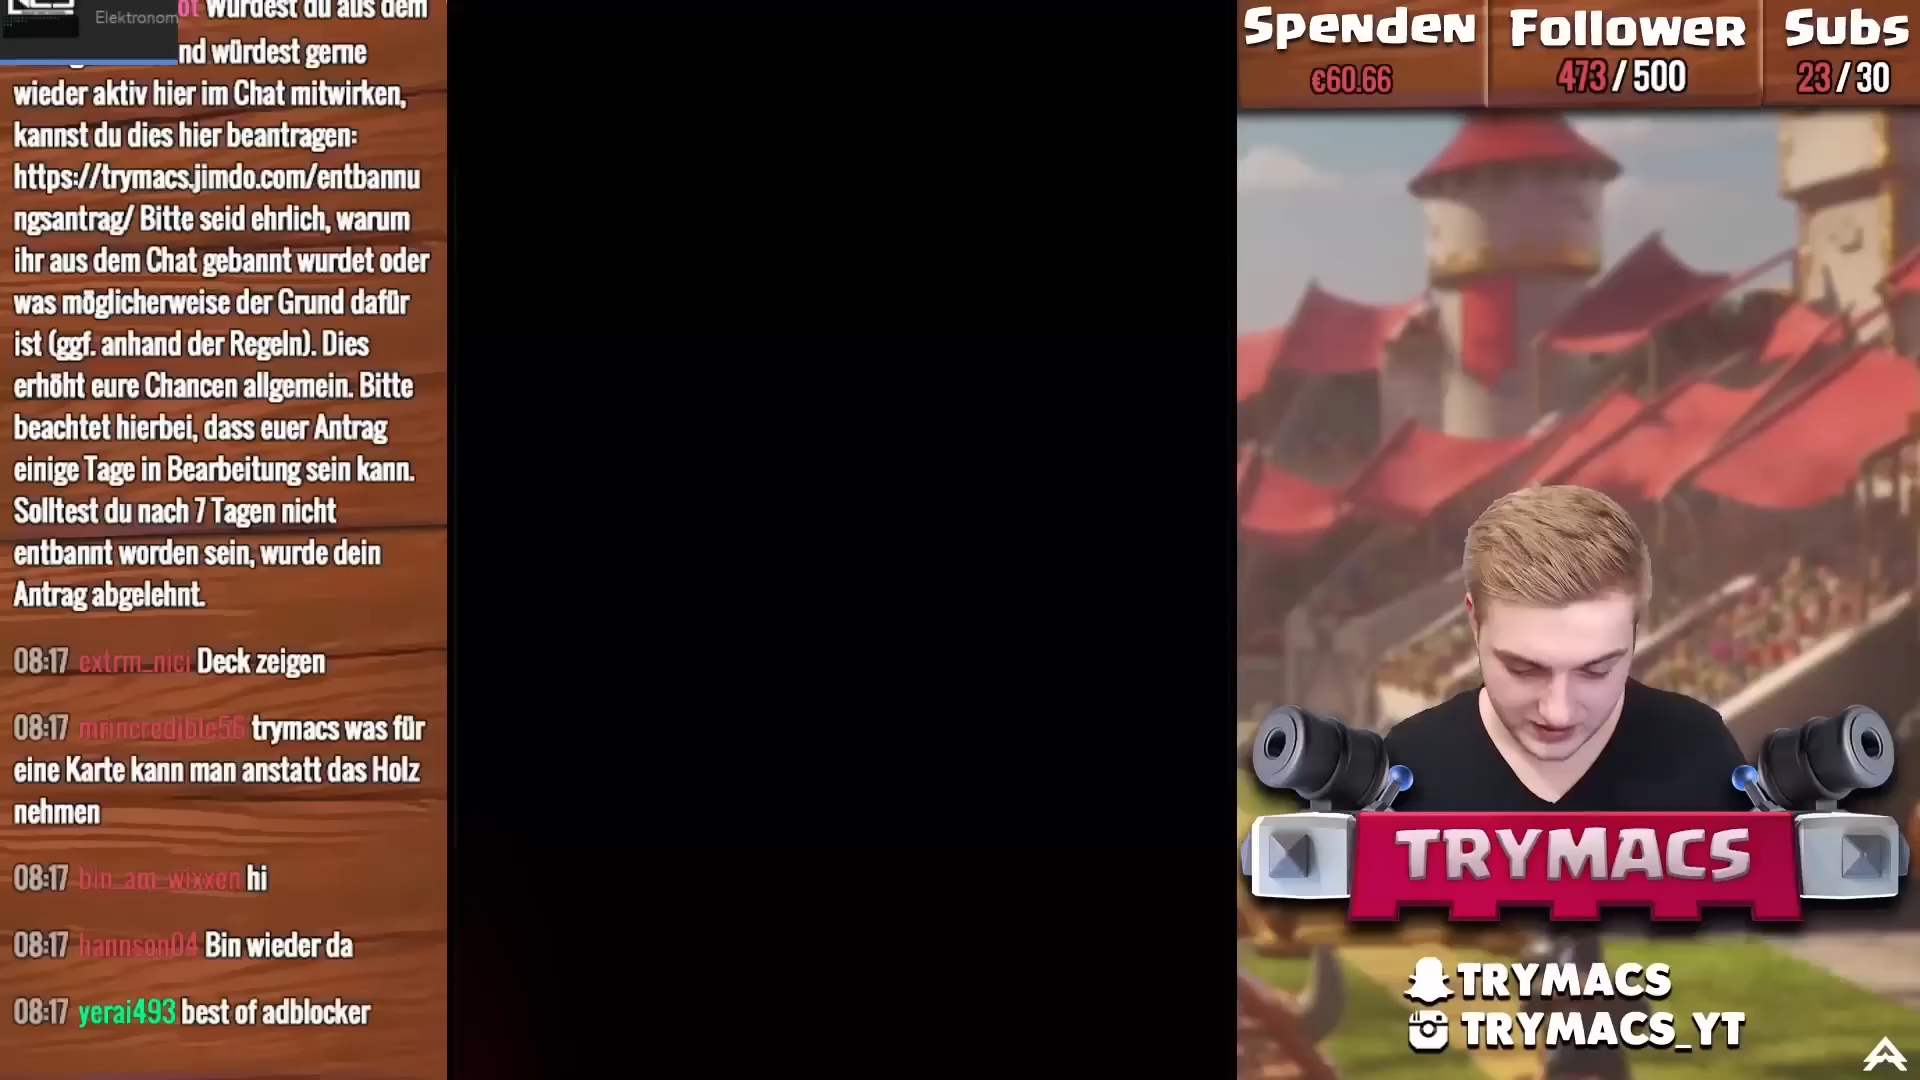 Elektronom
Würdest du aus dem
nd würdest gerne
wieder aktiv hier im Chat mitwirken,
kannst du dies hier beantragen:
https://trymacs.jimdo.com/entbannu
ngsantrag/ Bitte seid ehrlich, warum
ihr aus dem Chat gebannt wurdet oder
was möglicherweise der Grund dafür
ist (ggf. anhand der Regeln). Dies
erhöht eure Chancen allgemein. Bitte
beachtet hierbei, dass euer Antrag
einige Tage in Bearbeitung sein kann.
Solltest du nach 7 Tagen nicht
entbannt worden sein, wurde dein
Antrag abgelehnt.
08:17 extrm_nici Deck zeigen
08:17 mrincredible56 trymacs was für
eine Karte kann man anstatt das Holz
nehmen
08:17 bin_am_wixxen hi
08:17 hannson04 Bin wieder da
08:17 yerai493 best of adblocker
Spenden
€60.66
Follower
473/500
Subs
23/30
TRYMACS
TRYMACS
TRYMACS_YT